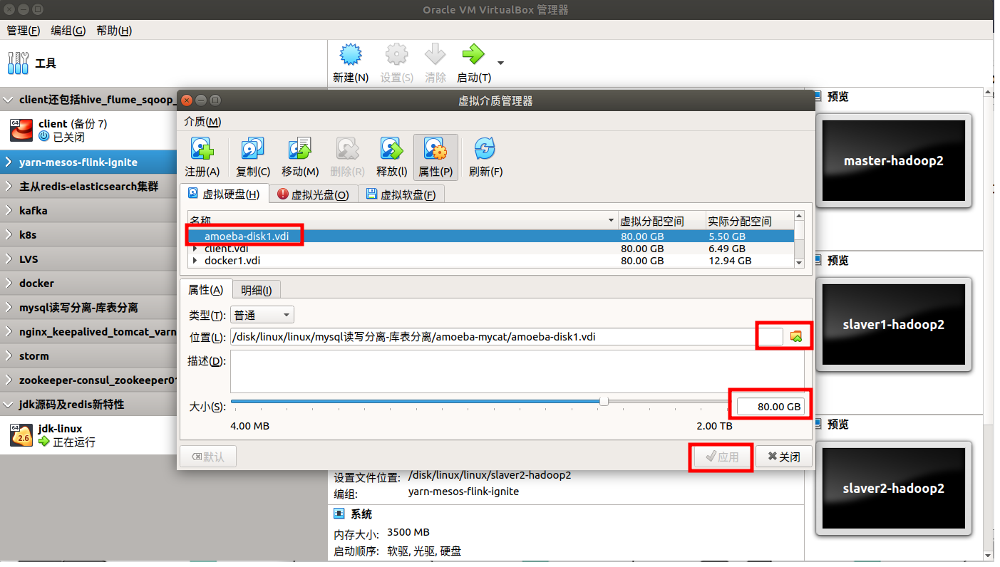 Oracle VM VirtualBox 管理器
管理(F) 编组(G) 帮助(H)
工具
新建(N) 设置(S) 清除 启动(T)
client还包括hive_flume_sqoop_
64
client (备份 7)
已关闭
yarn-mesos-flink-ignite
主从redis-elasticsearch集群
kafka
k8s
LVS
docker
mysql读写分离-库表分离
nginx_keepalived_tomcat_varn
storm
zookeeper-consul_zookeeper01
jdk源码及redis新特性
64
2.6
jdk-linux
正在运行
虚拟介质管理器
介质(M)
注册(A) 复制(C) 移动(M) 删除(R) 释放(l) 属性(P) 刷新(F)
虚拟硬盘(H) 虚拟光盘(O) 虚拟软盘(F)
名称 虚拟分配空间 实际分配空间
amoeba-disk1.vdi 80.00 GB 5.50 GB
client.vdi 80.00 GB 6.49 GB
docker1.vdi 80.00 GB 12.94 GB
属性(A) 明细(I)
类型(T): 普通
位置(L): /disk/linux/linux/mysql读写分离-库表分离/amoeba-mycat/amoeba-disk1.vdi
描述(D):
大小(S): 80.00 GB
4.00 MB 2.00 TB
默认 应用 关闭
设置文件位置: /disk/linux/linux/slaver2-hadoop2
编组: yarn-mesos-flink-ignite
系统
内存大小: 3500 MB
启动顺序: 软驱, 光驱, 硬盘
预览
master-hadoop2
预览
slaver1-hadoop2
预览
slaver2-hadoop2